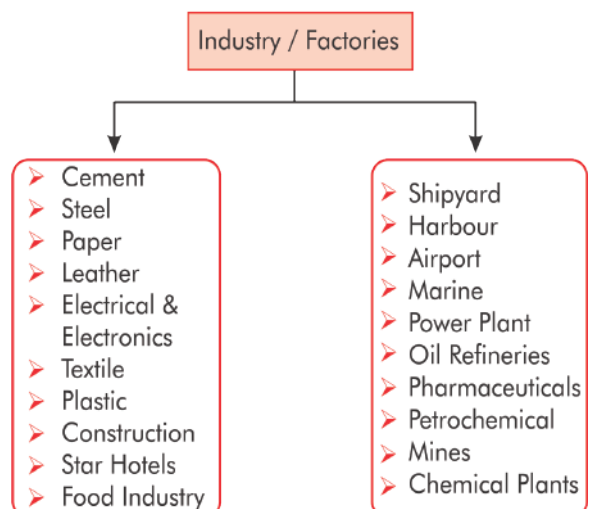 Industry / Factories
Cement
Steel
Paper
Leather
Electrical &
Electronics
Textile
Plastic
Construction
Star Hotels
Food Industry
Shipyard
Harbour
Airport
Marine
Power Plant
Oil Refineries
Pharmaceuticals
Petrochemical
Mines
Chemical Plants